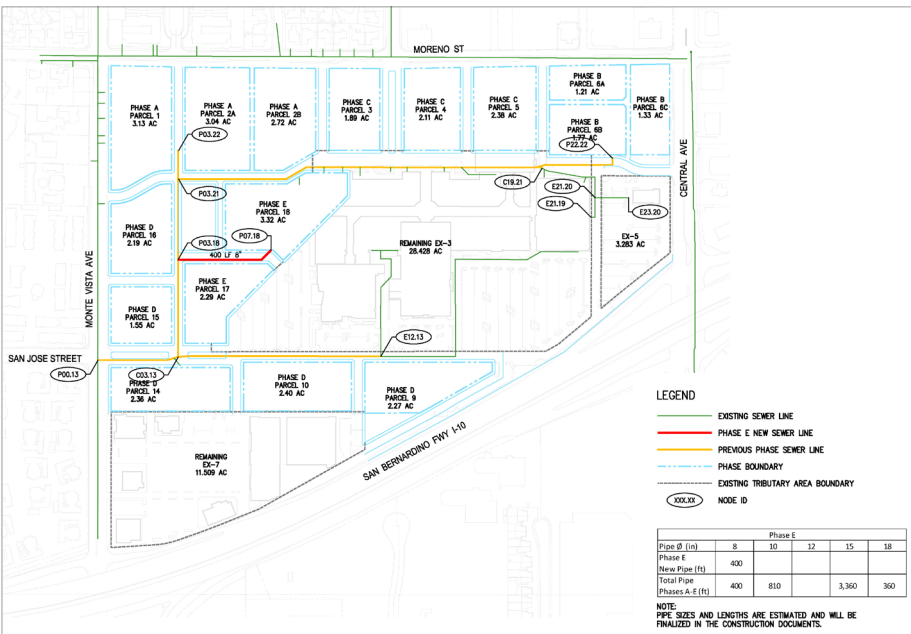 MORENO ST
PHASE A
PARCEL 1
3.13 AC
PHASE A
PARCEL 2A
3.04 AC
PHASE A
PARCEL 2B
2.72 AC
PHASE C
PARCEL 3
1.89 AC
PHASE C
PARCEL 4
2.11 AC
PHASE C
PARCEL 5
2.38 AC
PHASE B
PARCEL 6A
1.21 AC
PHASE B
PARCEL 6C
1.33 AC
PHASE B
PARCEL 6B
1.77 AC
P22.22
P03.22
P03.21
C19.21
E21.20
E21.19
E23.20
CENTRAL AVE
PHASE E
PARCEL 18
3.32 AC
P07.18
P03.18
400 LF 8"
PHASE D
PARCEL 16
2.19 AC
REMAINING EX-3
28.428 AC
EX-5
3.283 AC
MONTE VISTA AVE
PHASE E
PARCEL 17
2.29 AC
PHASE D
PARCEL 15
1.55 AC
E12.13
SAN JOSE STREET
P00.13
C03.13
PHASE D
PARCEL 14
2.36 AC
PHASE D
PARCEL 10
2.40 AC
PHASE D
PARCEL 9
2.27 AC
REMAINING
EX-7
11.509 AC
SAN BERNARDINO FWY I-10
LEGEND
EXISTING SEWER LINE
PHASE E NEW SEWER LINE
PREVIOUS PHASE SEWER LINE
PHASE BOUNDARY
EXISTING TRIBUTARY AREA BOUNDARY
XXX.XX NODE ID
Phase E
Pipe Ø (in) 8 10 12 15 18
Phase E
New Pipe (ft) 400
Total Pipe
Phases A-E (ft) 400 810 3,360 360
NOTE:
PIPE SIZES AND LENGTHS ARE ESTIMATED AND WILL BE
FINALIZED IN THE CONSTRUCTION DOCUMENTS.